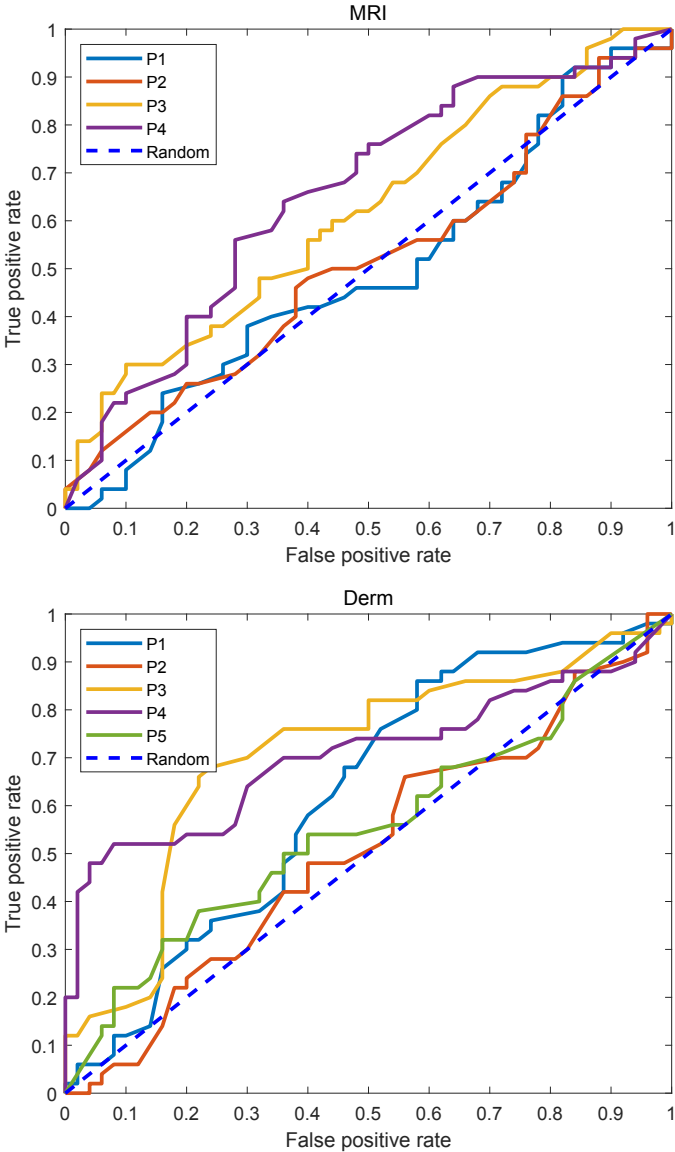 MRI
1
0.9
0.8
0.7
0.6
0.5
0.4
0.3
0.2
0.1
0
True positive rate
P1
P2
P3
P4
Random
0 0.1 0.2 0.3 0.4 0.5 0.6 0.7 0.8 0.9 1
False positive rate
Derm
1
0.9
0.8
0.7
0.6
0.5
0.4
0.3
0.2
0.1
0
True positive rate
P1
P2
P3
P4
P5
Random
0 0.1 0.2 0.3 0.4 0.5 0.6 0.7 0.8 0.9 1
False positive rate